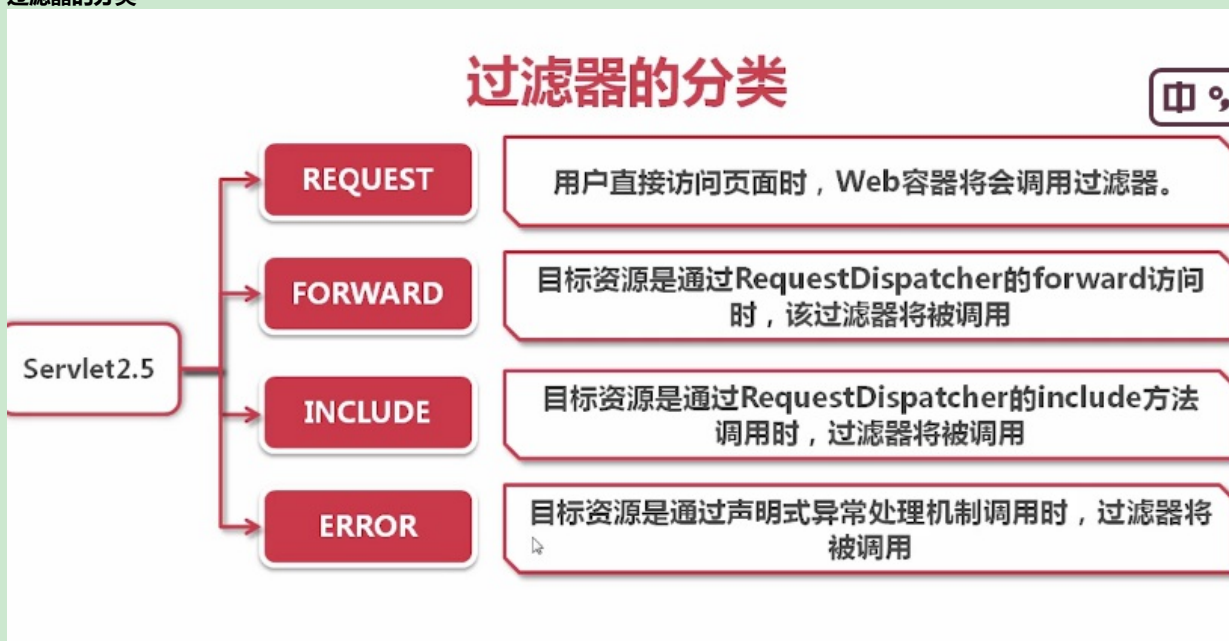 过滤器的分类
过滤器的分类
中
REQUEST
用户直接访问页面时，Web容器将会调用过滤器。
FORWARD
目标资源是通过RequestDispatcher的forward访问
时，该过滤器将被调用
Servlet2.5
INCLUDE
目标资源是通过RequestDispatcher的include方法
调用时，过滤器将被调用
ERROR
目标资源是通过声明式异常处理机制调用时，过滤器将
被调用